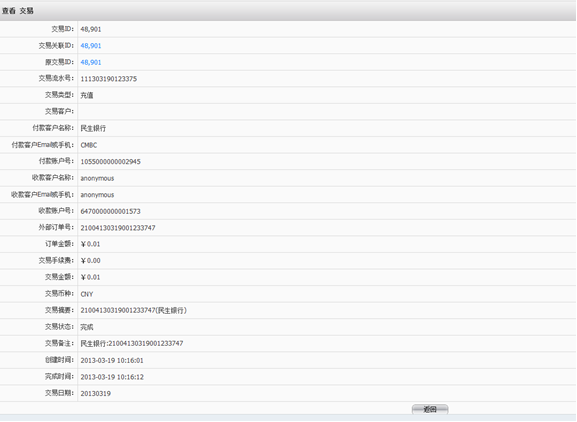 查看 交易
交易ID: 48,901
交易关联ID: 48,901
原交易ID: 48,901
交易流水号: 111303190123375
交易类型: 充值
交易客户:
付款客户名称: 民生银行
付款客户Email或手机: CMBC
付款账户号: 1055000000002945
收款客户名称: anonymous
收款客户Email或手机: anonymous
收款账户号: 6470000000001573
外部订单号: 21004130319001233747
订单金额: ￥0.01
交易手续费: ￥0.00
交易金额: ￥0.01
交易币种: CNY
交易摘要: 21004130319001233747(民生银行)
交易状态: 完成
交易备注: 民生银行:21004130319001233747
创建时间: 2013-03-19 10:16:01
完成时间: 2013-03-19 10:16:12
交易日期: 20130319
返回